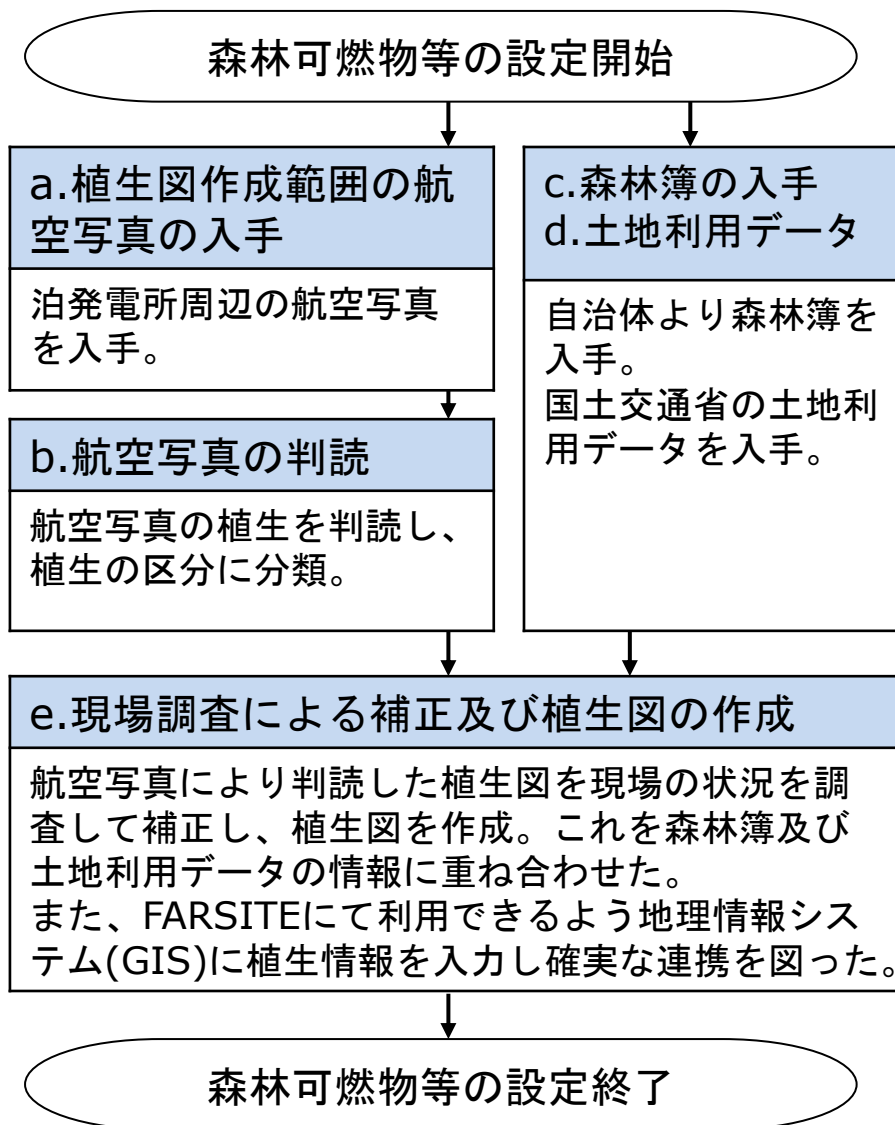 森林可燃物等の設定開始
a.植生図作成範囲の航
空写真の入手
泊発電所周辺の航空写真
を入手。
b.航空写真の判読
航空写真の植生を判読し、
植生の区分に分類。
c.森林簿の入手
d.土地利用データ
自治体より森林簿を
入手。
国土交通省の土地利
用データを入手。
e.現場調査による補正及び植生図の作成
航空写真により判読した植生図を現場の状況を調
査して補正し、植生図を作成。これを森林簿及び
土地利用データの情報に重ね合わせた。
また、FARSITEにて利用できるよう地理情報シス
テム(GIS)に植生情報を入力し確実な連携を図った。
森林可燃物等の設定終了